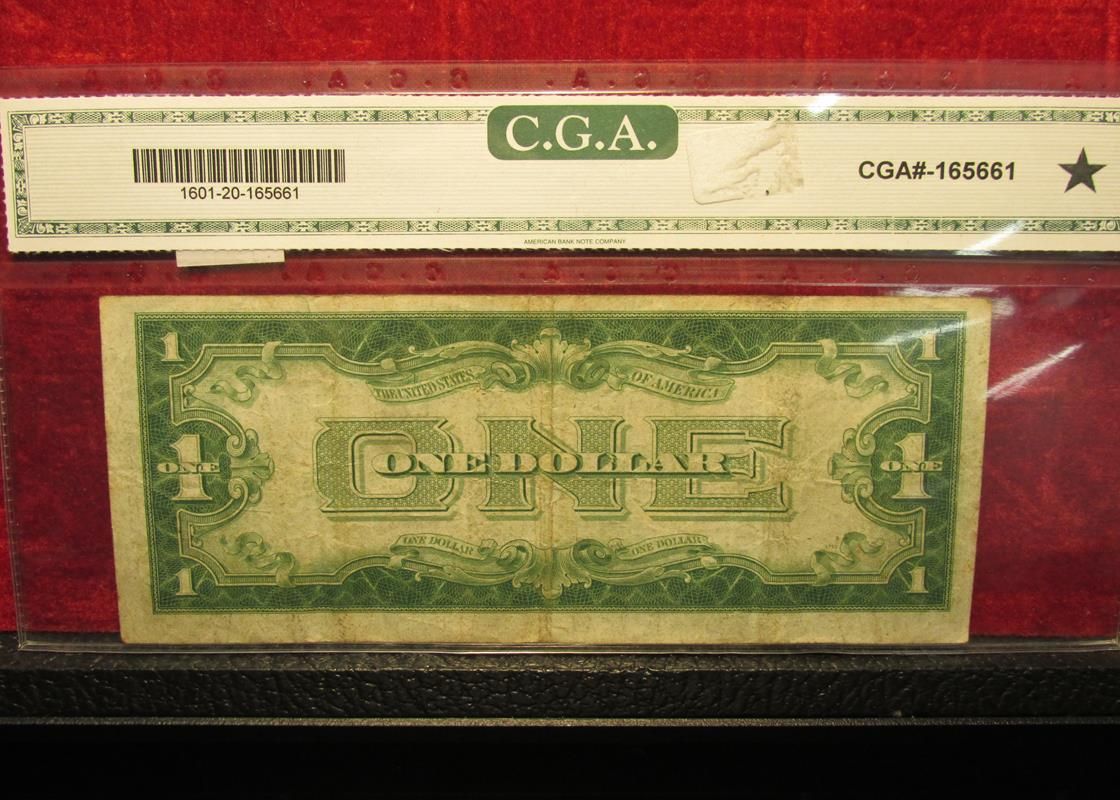 C.G.A.
1601-20-165661
CGA#-165661
AMERICAN BANK NOTE COMPANY
1 1
THE UNITED STATES OF AMERICA
ONE
1 ONE ONE DOLLAR 1 ONE
ONE DOLLAR ONE DOLLAR
1 1